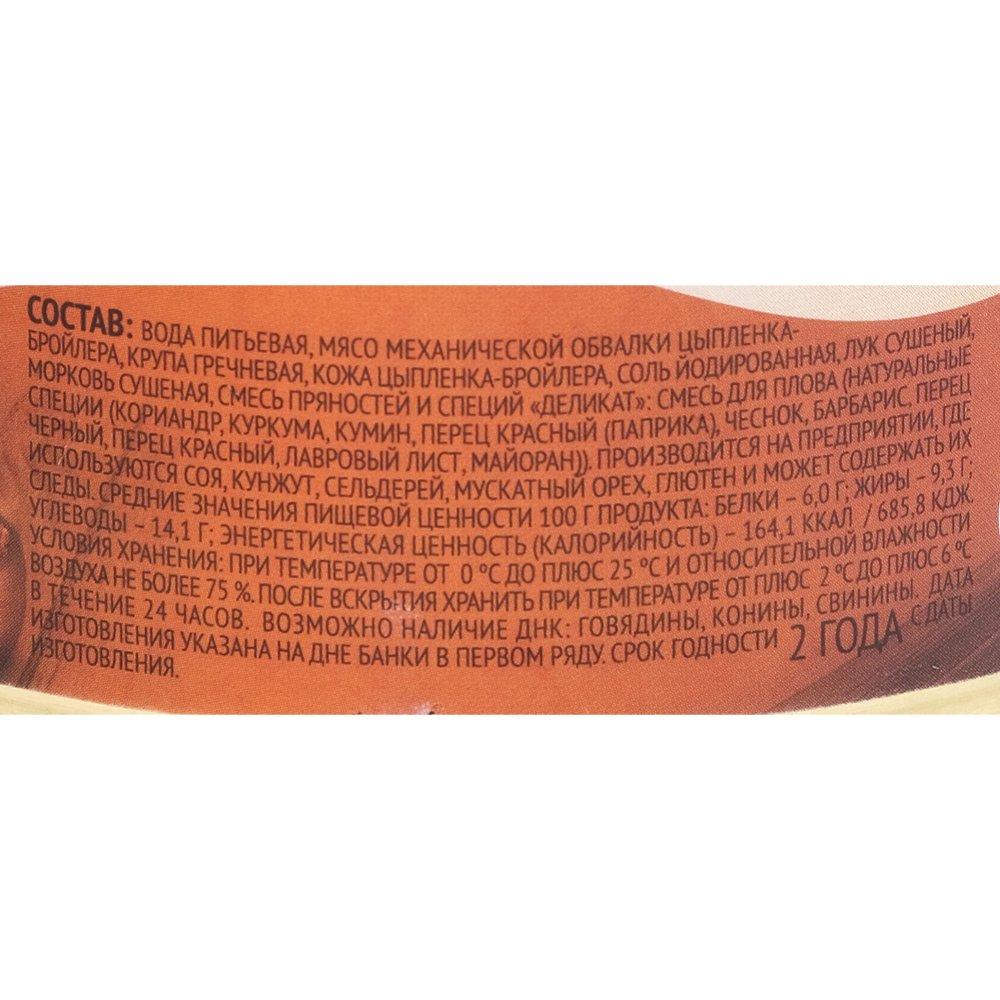 СОСТАВ: ВОДА ПИТЬЕВАЯ, МЯСО МЕХАНИЧЕСКОЙ ОБВАЛКИ ЦЫПЛЕНКА-
БРОЙЛЕРА, КРУПА ГРЕЧНЕВАЯ, КОЖА ЦЫПЛЕНКА-БРОЙЛЕРА, СОЛЬ ЙОДИРОВАННАЯ, ЛУК СУШЕНЫЙ,
МОРКОВЬ СУШЕНАЯ, СМЕСЬ ПРЯНОСТЕЙ И СПЕЦИЙ «ДЕЛИКАТ»: СМЕСЬ ДЛЯ ПЛОВА (НАТУРАЛЬНЫЕ
СПЕЦИИ (КОРИАНДР, КУРКУМА, КУМИН, ПЕРЕЦ КРАСНЫЙ (ПАПРИКА), ЧЕСНОК, БАРБАРИС, ПЕРЕЦ
ЧЕРНЫЙ, ПЕРЕЦ КРАСНЫЙ, ЛАВРОВЫЙ ЛИСТ, МАЙОРАН)). ПРОИЗВОДИТСЯ НА ПРЕДПРИЯТИИ, ГДЕ
ИСПОЛЬЗУЮТСЯ СОЯ, КУНЖУТ, СЕЛЬДЕРЕЙ, МУСКАТНЫЙ ОРЕХ, ГЛЮТЕН И МОЖЕТ СОДЕРЖАТЬ ИХ
СЛЕДЫ. СРЕДНИЕ ЗНАЧЕНИЯ ПИЩЕВОЙ ЦЕННОСТИ 100 Г ПРОДУКТА: БЕЛКИ – 6,0 Г; ЖИРЫ – 9,3 Г;
УГЛЕВОДЫ – 14,1 Г; ЭНЕРГЕТИЧЕСКАЯ ЦЕННОСТЬ (КАЛОРИЙНОСТЬ) – 164,1 ККАЛ / 685,8 КДЖ.
УСЛОВИЯ ХРАНЕНИЯ: ПРИ ТЕМПЕРАТУРЕ ОТ 0 °С ДО ПЛЮС 25 °С И ОТНОСИТЕЛЬНОЙ ВЛАЖНОСТИ
ВОЗДУХА НЕ БОЛЕЕ 75 %. ПОСЛЕ ВСКРЫТИЯ ХРАНИТЬ ПРИ ТЕМПЕРАТУРЕ ОТ ПЛЮС 2 °С ДО ПЛЮС 6 °С
В ТЕЧЕНИЕ 24 ЧАСОВ. ВОЗМОЖНО НАЛИЧИЕ ДНК: ГОВЯДИНЫ, КОНИНЫ, СВИНИНЫ. ДАТА
ИЗГОТОВЛЕНИЯ УКАЗАНА НА ДНЕ БАНКИ В ПЕРВОМ РЯДУ. СРОК ГОДНОСТИ 2 ГОДА С ДАТЫ
ИЗГОТОВЛЕНИЯ.